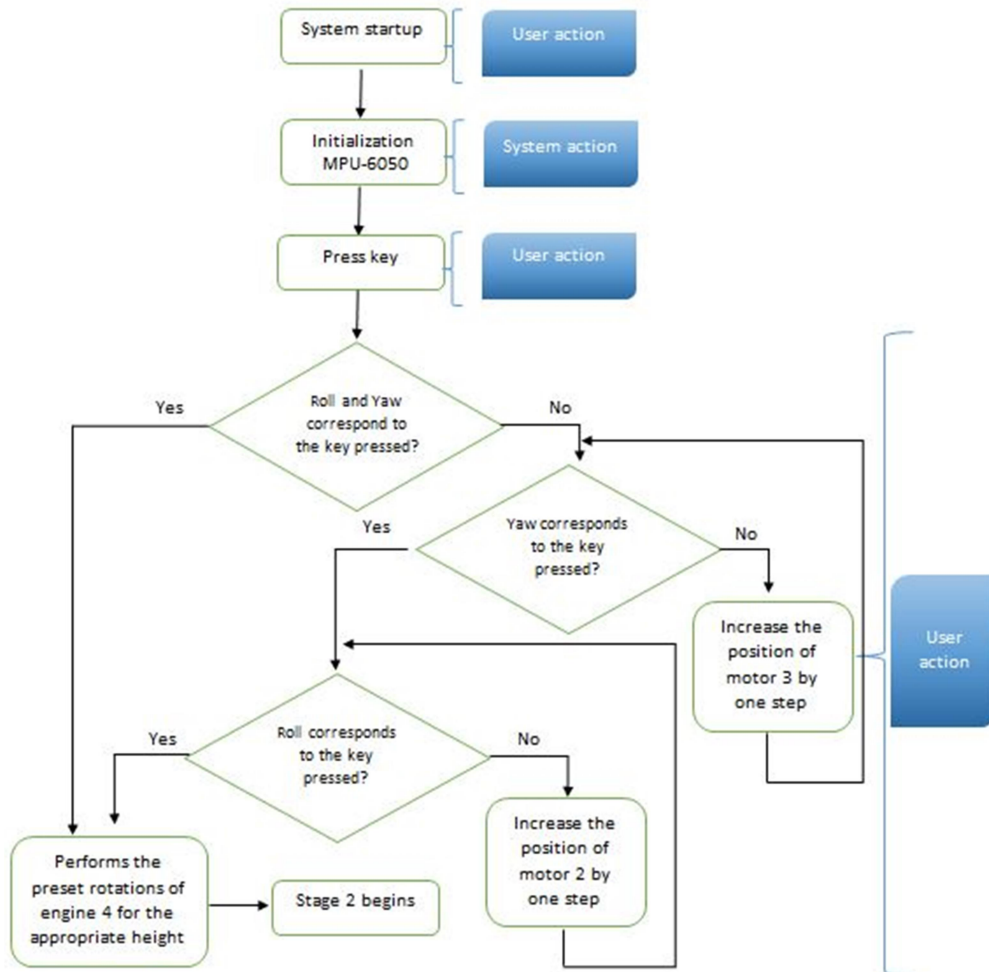 System startup
User action
Initialization
MPU-6050
System action
Press key
User action
Roll and Yaw
correspond to
the key pressed?
Yes
No
Yaw corresponds
to the key
pressed?
Yes
No
Increase the
position of
motor 3 by
one step
User
action
Roll corresponds
to the key
pressed?
Yes
No
Increase the
position of
motor 2 by
one step
Performs the
preset rotations of
engine 4 for the
appropriate height
Stage 2 begins